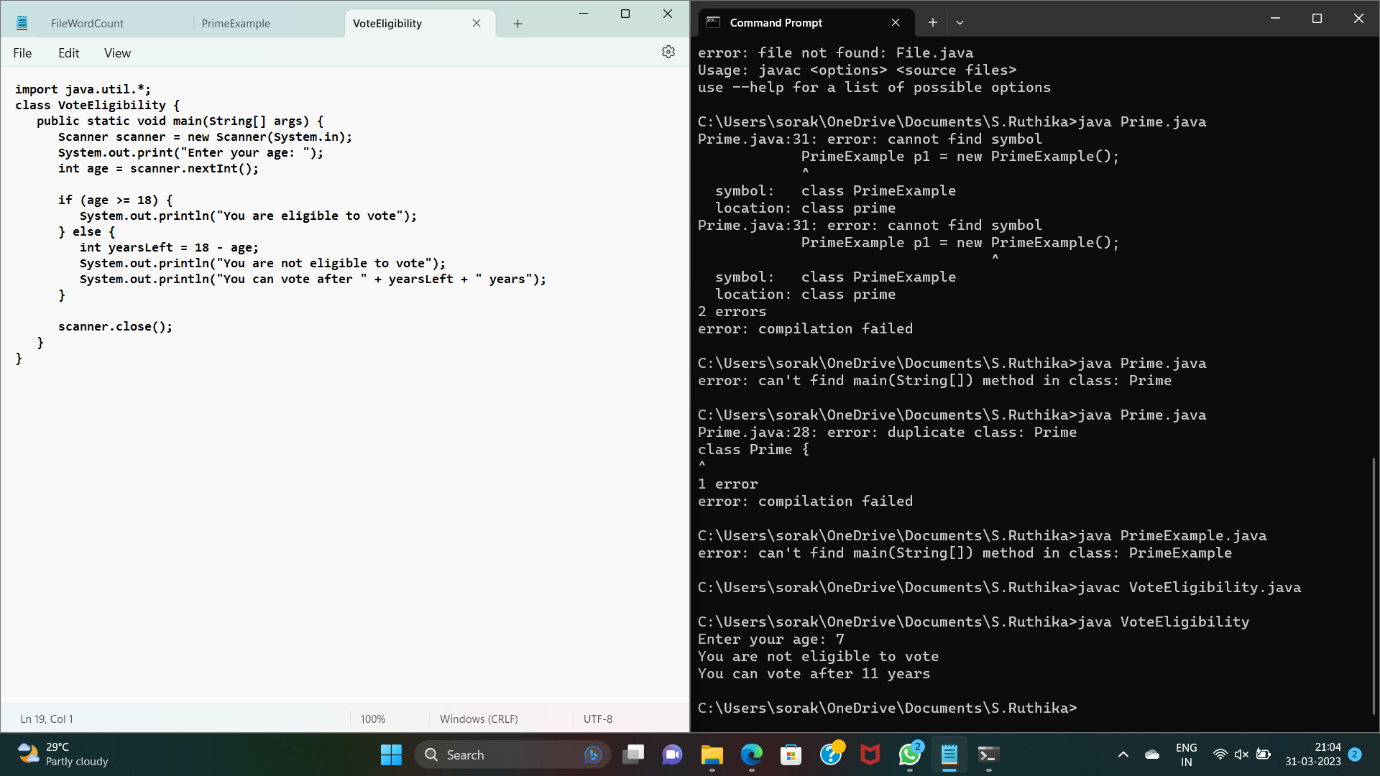 FileWordCount
PrimeExample
VoteEligibility
File Edit View
import java.util.*;
class VoteEligibility {
   public static void main(String[] args) {
      Scanner scanner = new Scanner(System.in);
      System.out.print("Enter your age: ");
      int age = scanner.nextInt();

      if (age >= 18) {
         System.out.println("You are eligible to vote");
      } else {
         int yearsLeft = 18 - age;
         System.out.println("You are not eligible to vote");
         System.out.println("You can vote after " + yearsLeft + " years");
      }

      scanner.close();
   }
}
Ln 19, Col 1
100%
Windows (CRLF)
UTF-8
Command Prompt
error: file not found: File.java
Usage: javac <options> <source files>
use --help for a list of possible options

C:\Users\sorak\OneDrive\Documents\S.Ruthika>java Prime.java
Prime.java:31: error: cannot find symbol
            PrimeExample p1 = new PrimeExample();
            ^
  symbol:   class PrimeExample
  location: class prime
Prime.java:31: error: cannot find symbol
            PrimeExample p1 = new PrimeExample();
                                  ^
  symbol:   class PrimeExample
  location: class prime
2 errors
error: compilation failed

C:\Users\sorak\OneDrive\Documents\S.Ruthika>java Prime.java
error: can't find main(String[]) method in class: Prime

C:\Users\sorak\OneDrive\Documents\S.Ruthika>java Prime.java
Prime.java:28: error: duplicate class: Prime
class Prime {
^
1 error
error: compilation failed

C:\Users\sorak\OneDrive\Documents\S.Ruthika>java PrimeExample.java
error: can't find main(String[]) method in class: PrimeExample

C:\Users\sorak\OneDrive\Documents\S.Ruthika>javac VoteEligibility.java

C:\Users\sorak\OneDrive\Documents\S.Ruthika>java VoteEligibility
Enter your age: 7
You are not eligible to vote
You can vote after 11 years

C:\Users\sorak\OneDrive\Documents\S.Ruthika>
29°C
Partly cloudy
Search
2
ENG
IN
21:04
31-03-2023
2